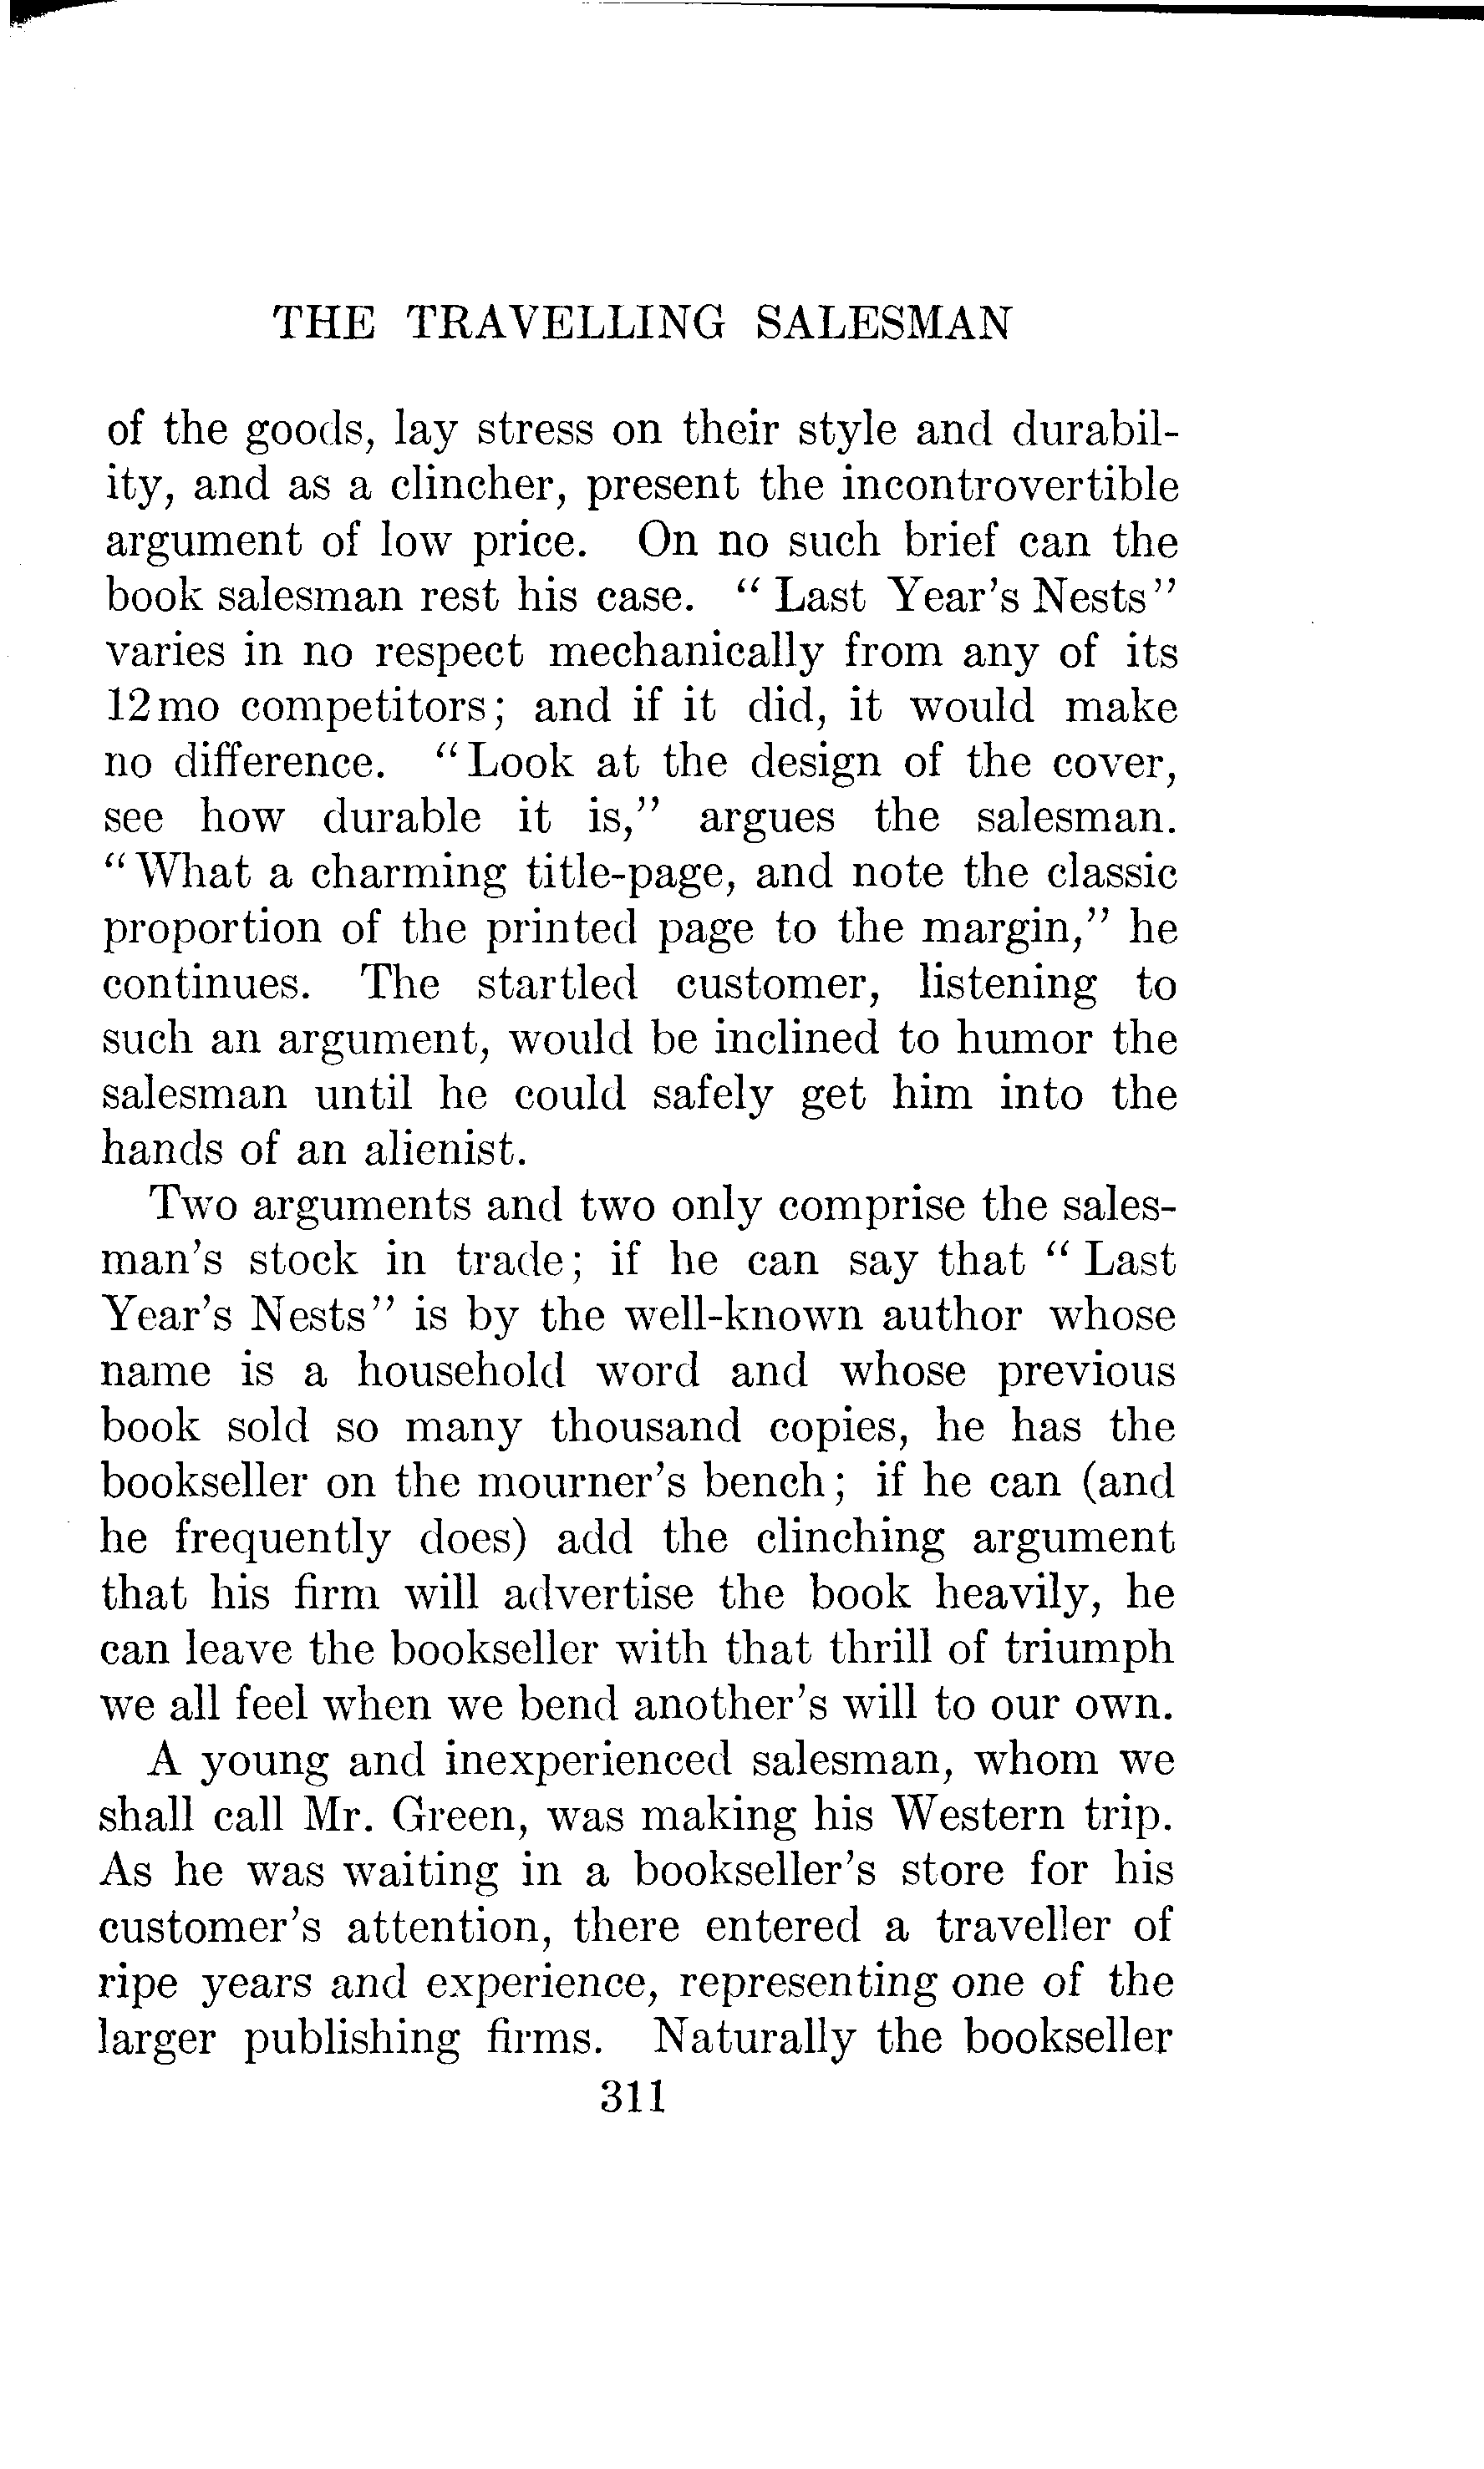 THE TRAVELLING SALESMAN
of the goods, lay stress on their style and durabil-
ity, and as a clincher, present the incontrovertible
argument of low price. On no such brief can the
book salesman rest his case. " Last Year's Nests"
varies in no respect mechanically from any of its
12mo competitors; and if it did, it would make
no difference. "Look at the design of the cover,
see how durable it is," argues the salesman.
"What a charming title-page, and note the classic
proportion of the printed page to the margin," he
continues. The startled customer, listening to
such an argument, would be inclined to humor the
salesman until he could safely get him into the
hands of an alienist.
Two arguments and two only comprise the sales-
man's stock in trade; if he can say that " Last
Year's Nests" is by the well-known author whose
name is a household word and whose previous
book sold so many thousand copies, he has the
bookseller on the mourner's bench; if he can (and
he frequently does) add the clinching argument
that his firm will advertise the book heavily, he
can leave the bookseller with that thrill of triumph
we all feel when we bend another's will to our own.
A young and inexperienced salesman, whom we
shall call Mr. Green, was making his Western trip.
As he was waiting in a bookseller's store for his
customer's attention, there entered a traveller of
ripe years and experience, representing one of the
larger publishing firms. Naturally the bookseller
311